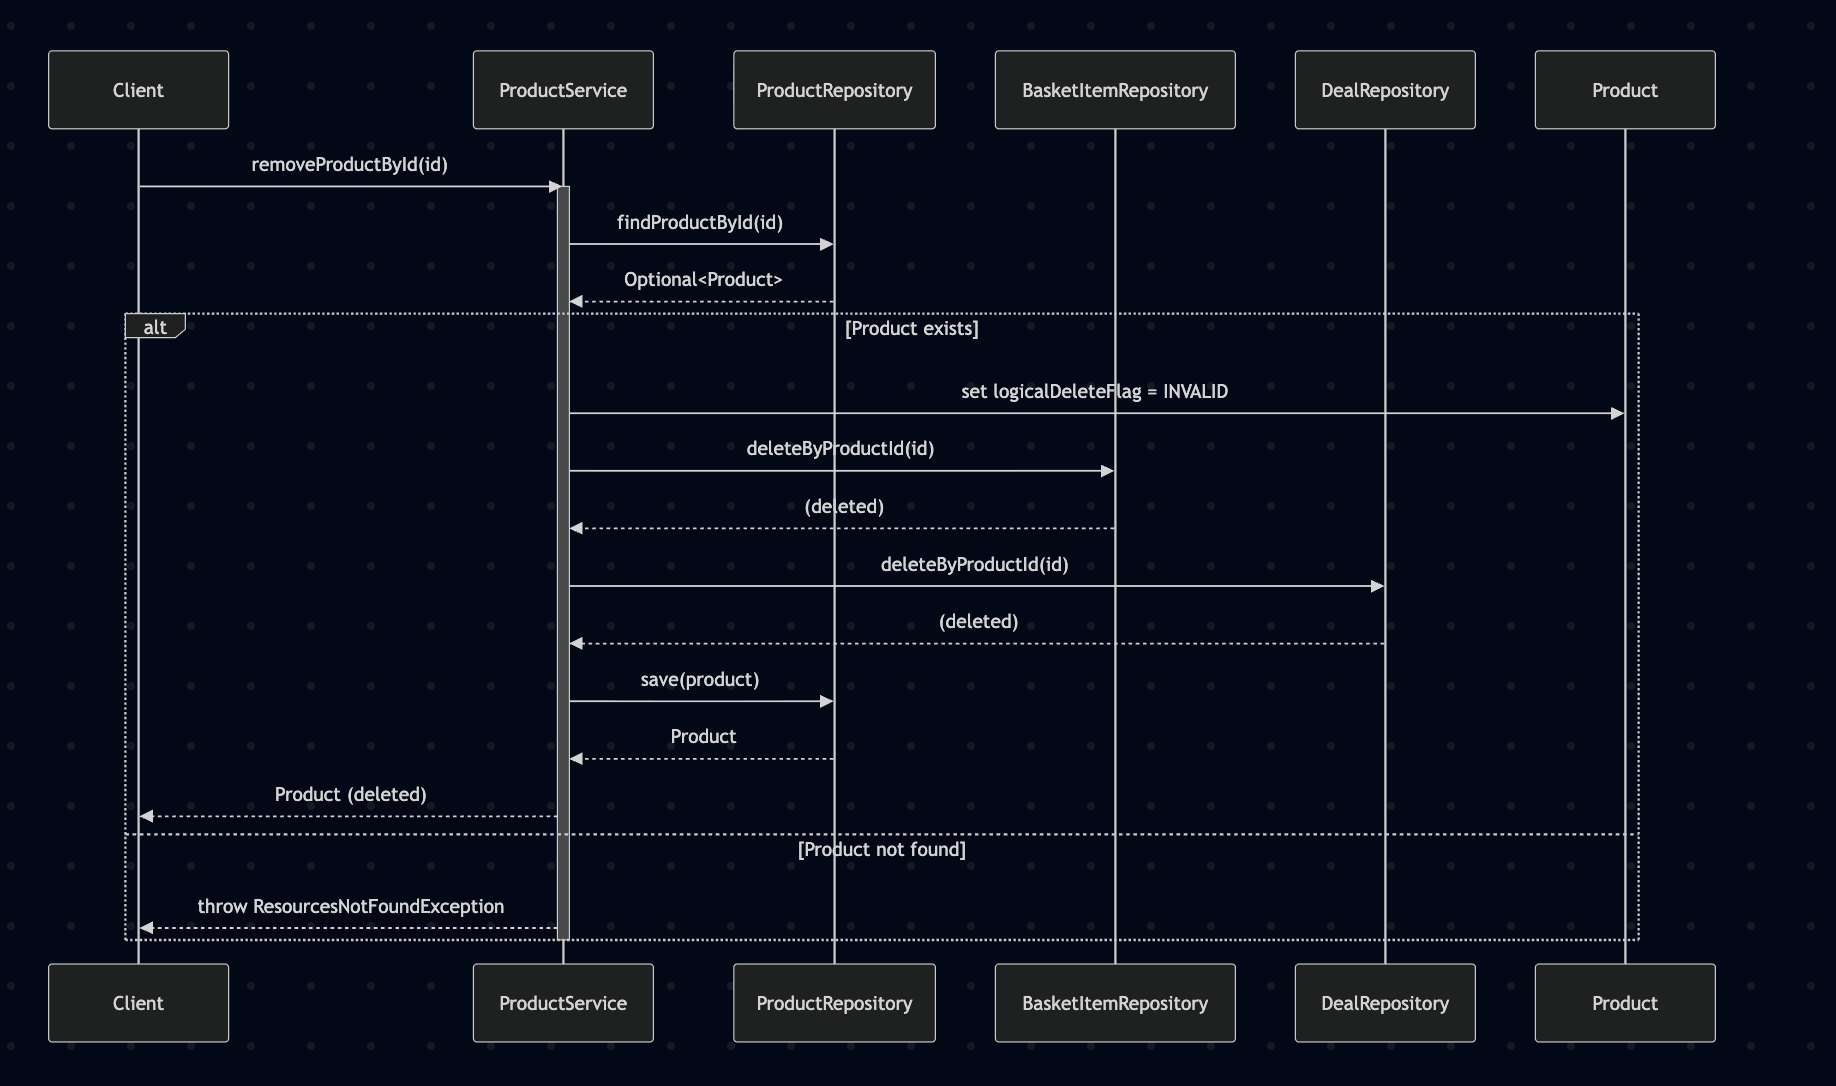 Client
ProductService
ProductRepository
BasketItemRepository
DealRepository
Product
removeProductById(id)
findProductById(id)
Optional<Product>
alt
[Product exists]
set logicalDeleteFlag = INVALID
deleteByProductId(id)
(deleted)
deleteByProductId(id)
(deleted)
save(product)
Product
Product (deleted)
[Product not found]
throw ResourcesNotFoundException
Client
ProductService
ProductRepository
BasketItemRepository
DealRepository
Product